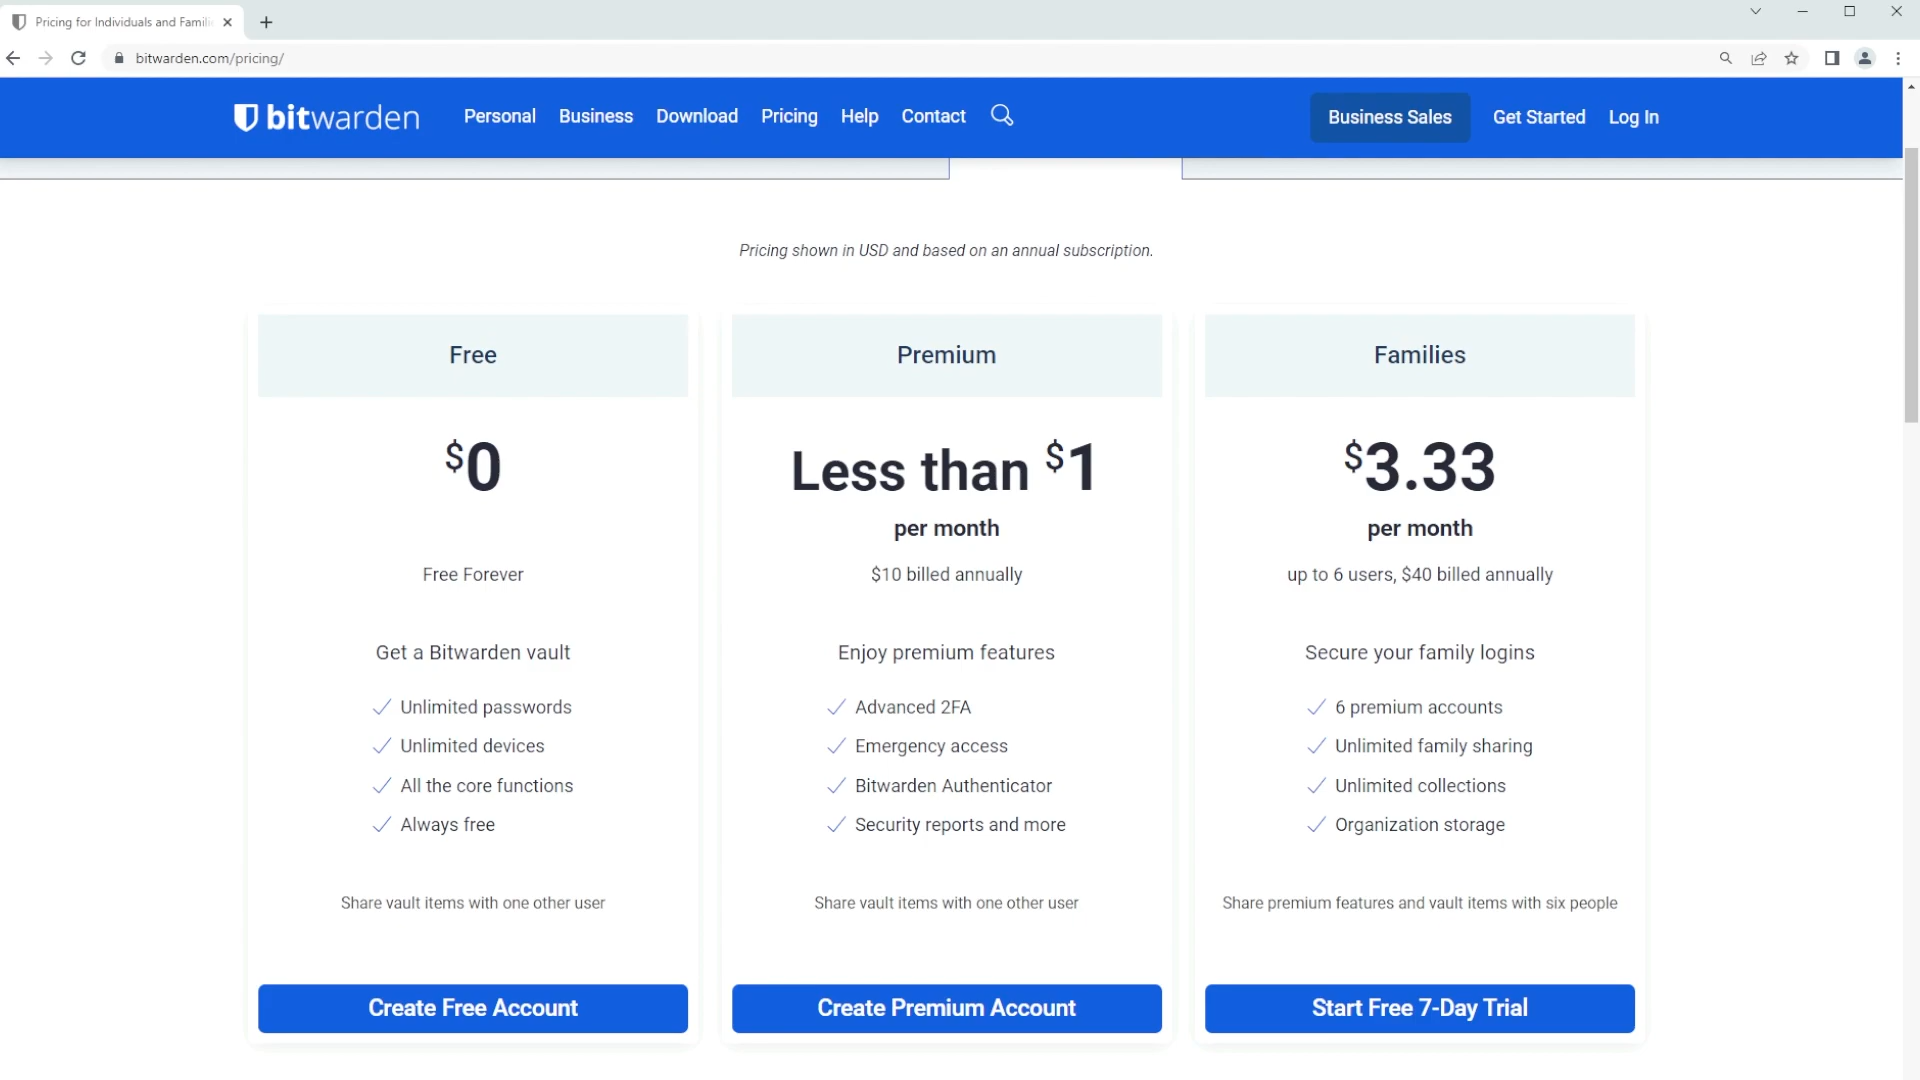 Pricing for Individuals and Famili
bitwarden.com/pricing/
bitwarden
Personal Business Download Pricing Help Contact
Business Sales Get Started Log In
Pricing shown in USD and based on an annual subscription.
Free
$0
Free Forever
Get a Bitwarden vault
Unlimited passwords
Unlimited devices
All the core functions
Always free
Share vault items with one other user
Create Free Account
Premium
Less than $1
per month
$10 billed annually
Enjoy premium features
Advanced 2FA
Emergency access
Bitwarden Authenticator
Security reports and more
Share vault items with one other user
Create Premium Account
Families
$3.33
per month
up to 6 users, $40 billed annually
Secure your family logins
6 premium accounts
Unlimited family sharing
Unlimited collections
Organization storage
Share premium features and vault items with six people
Start Free 7-Day Trial